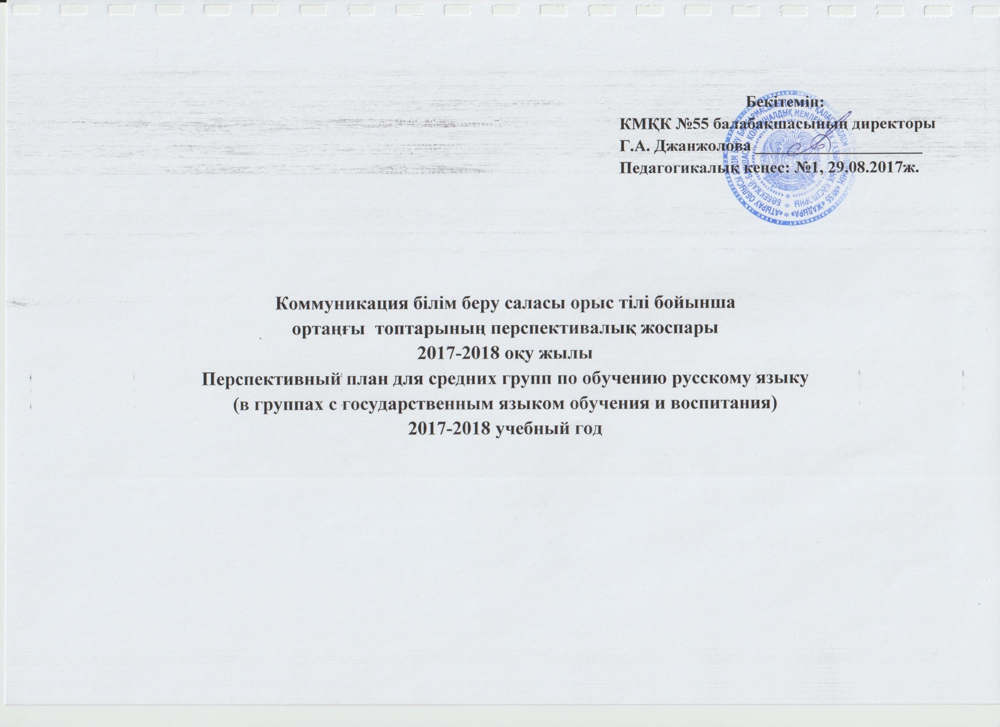 Бекітемін:
КМҚК №55 балабақшасының директоры
Г.А. Джанжолова ____________________
Педагогикалық кеңес: №1, 29.08.2017ж.
Коммуникация білім беру саласы орыс тілі бойынша
ортаңғы топтарының перспективалық жоспары
2017-2018 оқу жылы
Перспективный план для средних групп по обучению русскому языку
(в группах с государственным языком обучения и воспитания)
2017-2018 учебный год